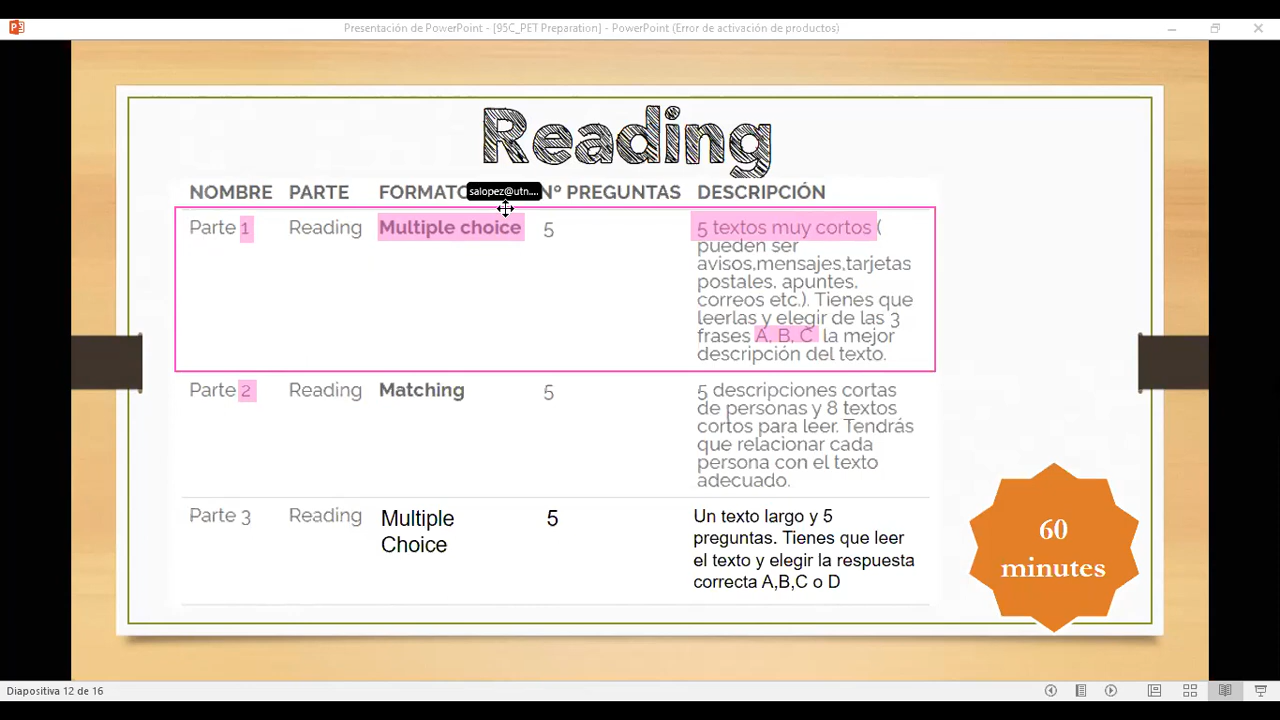 Presentación de PowerPoint - [95C_PET Preparation] - PowerPoint (Error de activación de productos)
Reading
NOMBRE PARTE FORMATO Nº PREGUNTAS DESCRIPCIÓN
salopez@utn....
Parte 1 Reading Multiple choice 5 5 textos muy cortos (
pueden ser
avisos,mensajes,tarjetas
postales, apuntes,
correos etc.). Tienes que
leerlas y elegir de las 3
frases A, B, C la mejor
descripción del texto.
Parte 2 Reading Matching 5 5 descripciones cortas
de personas y 8 textos
cortos para leer. Tendrás
que relacionar cada
persona con el texto
adecuado.
Parte 3 Reading Multiple 5 Un texto largo y 5
Choice preguntas. Tienes que leer
el texto y elegir la respuesta
correcta A,B,C o D
60
minutes
Diapositiva 12 de 16